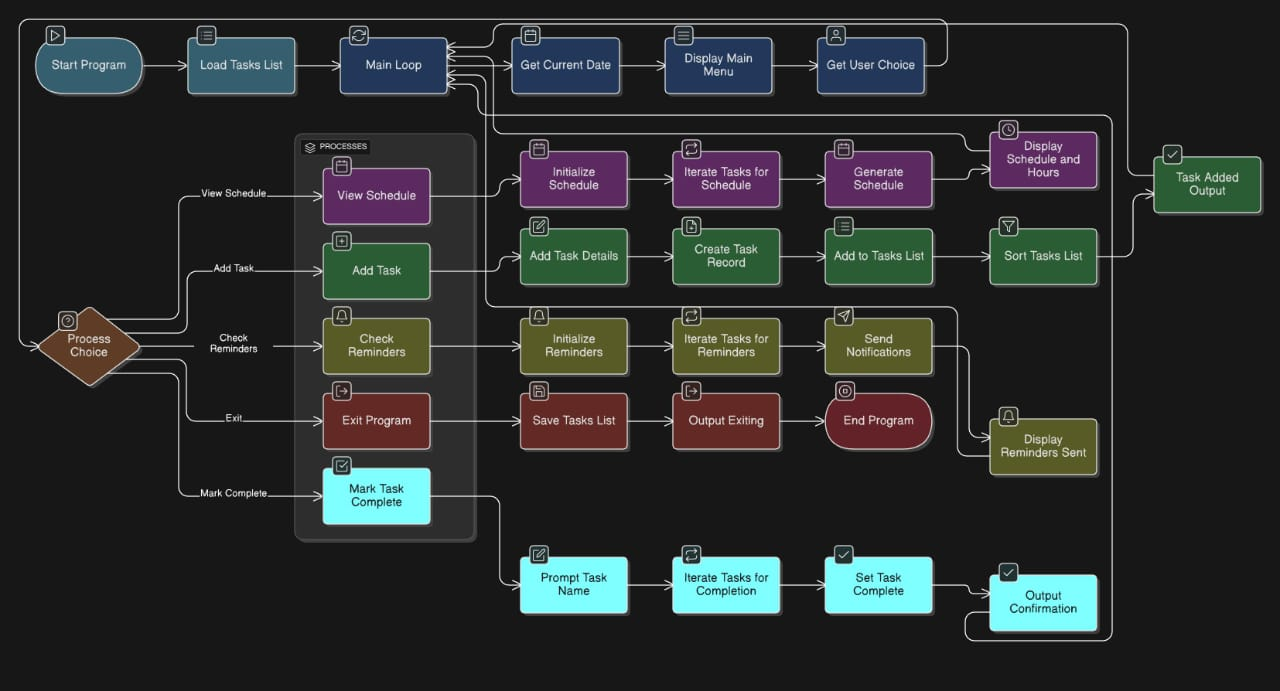 Start Program
Load Tasks List
Main Loop
Get Current Date
Display Main
Menu
Get User Choice
PROCESSES
Display
Schedule and
Hours
View Schedule
View Schedule
Initialize
Schedule
Iterate Tasks for
Schedule
Generate
Schedule
Task Added
Output
Add Task
Add Task
Add Task Details
Create Task
Record
Add to Tasks List
Sort Tasks List
Process
Choice
Check
Reminders
Check
Reminders
Initialize
Reminders
Iterate Tasks for
Reminders
Send
Notifications
Exit
Exit Program
Save Tasks List
Output Exiting
End Program
Display
Reminders Sent
Mark Complete
Mark Task
Complete
Prompt Task
Name
Iterate Tasks for
Completion
Set Task
Complete
Output
Confirmation